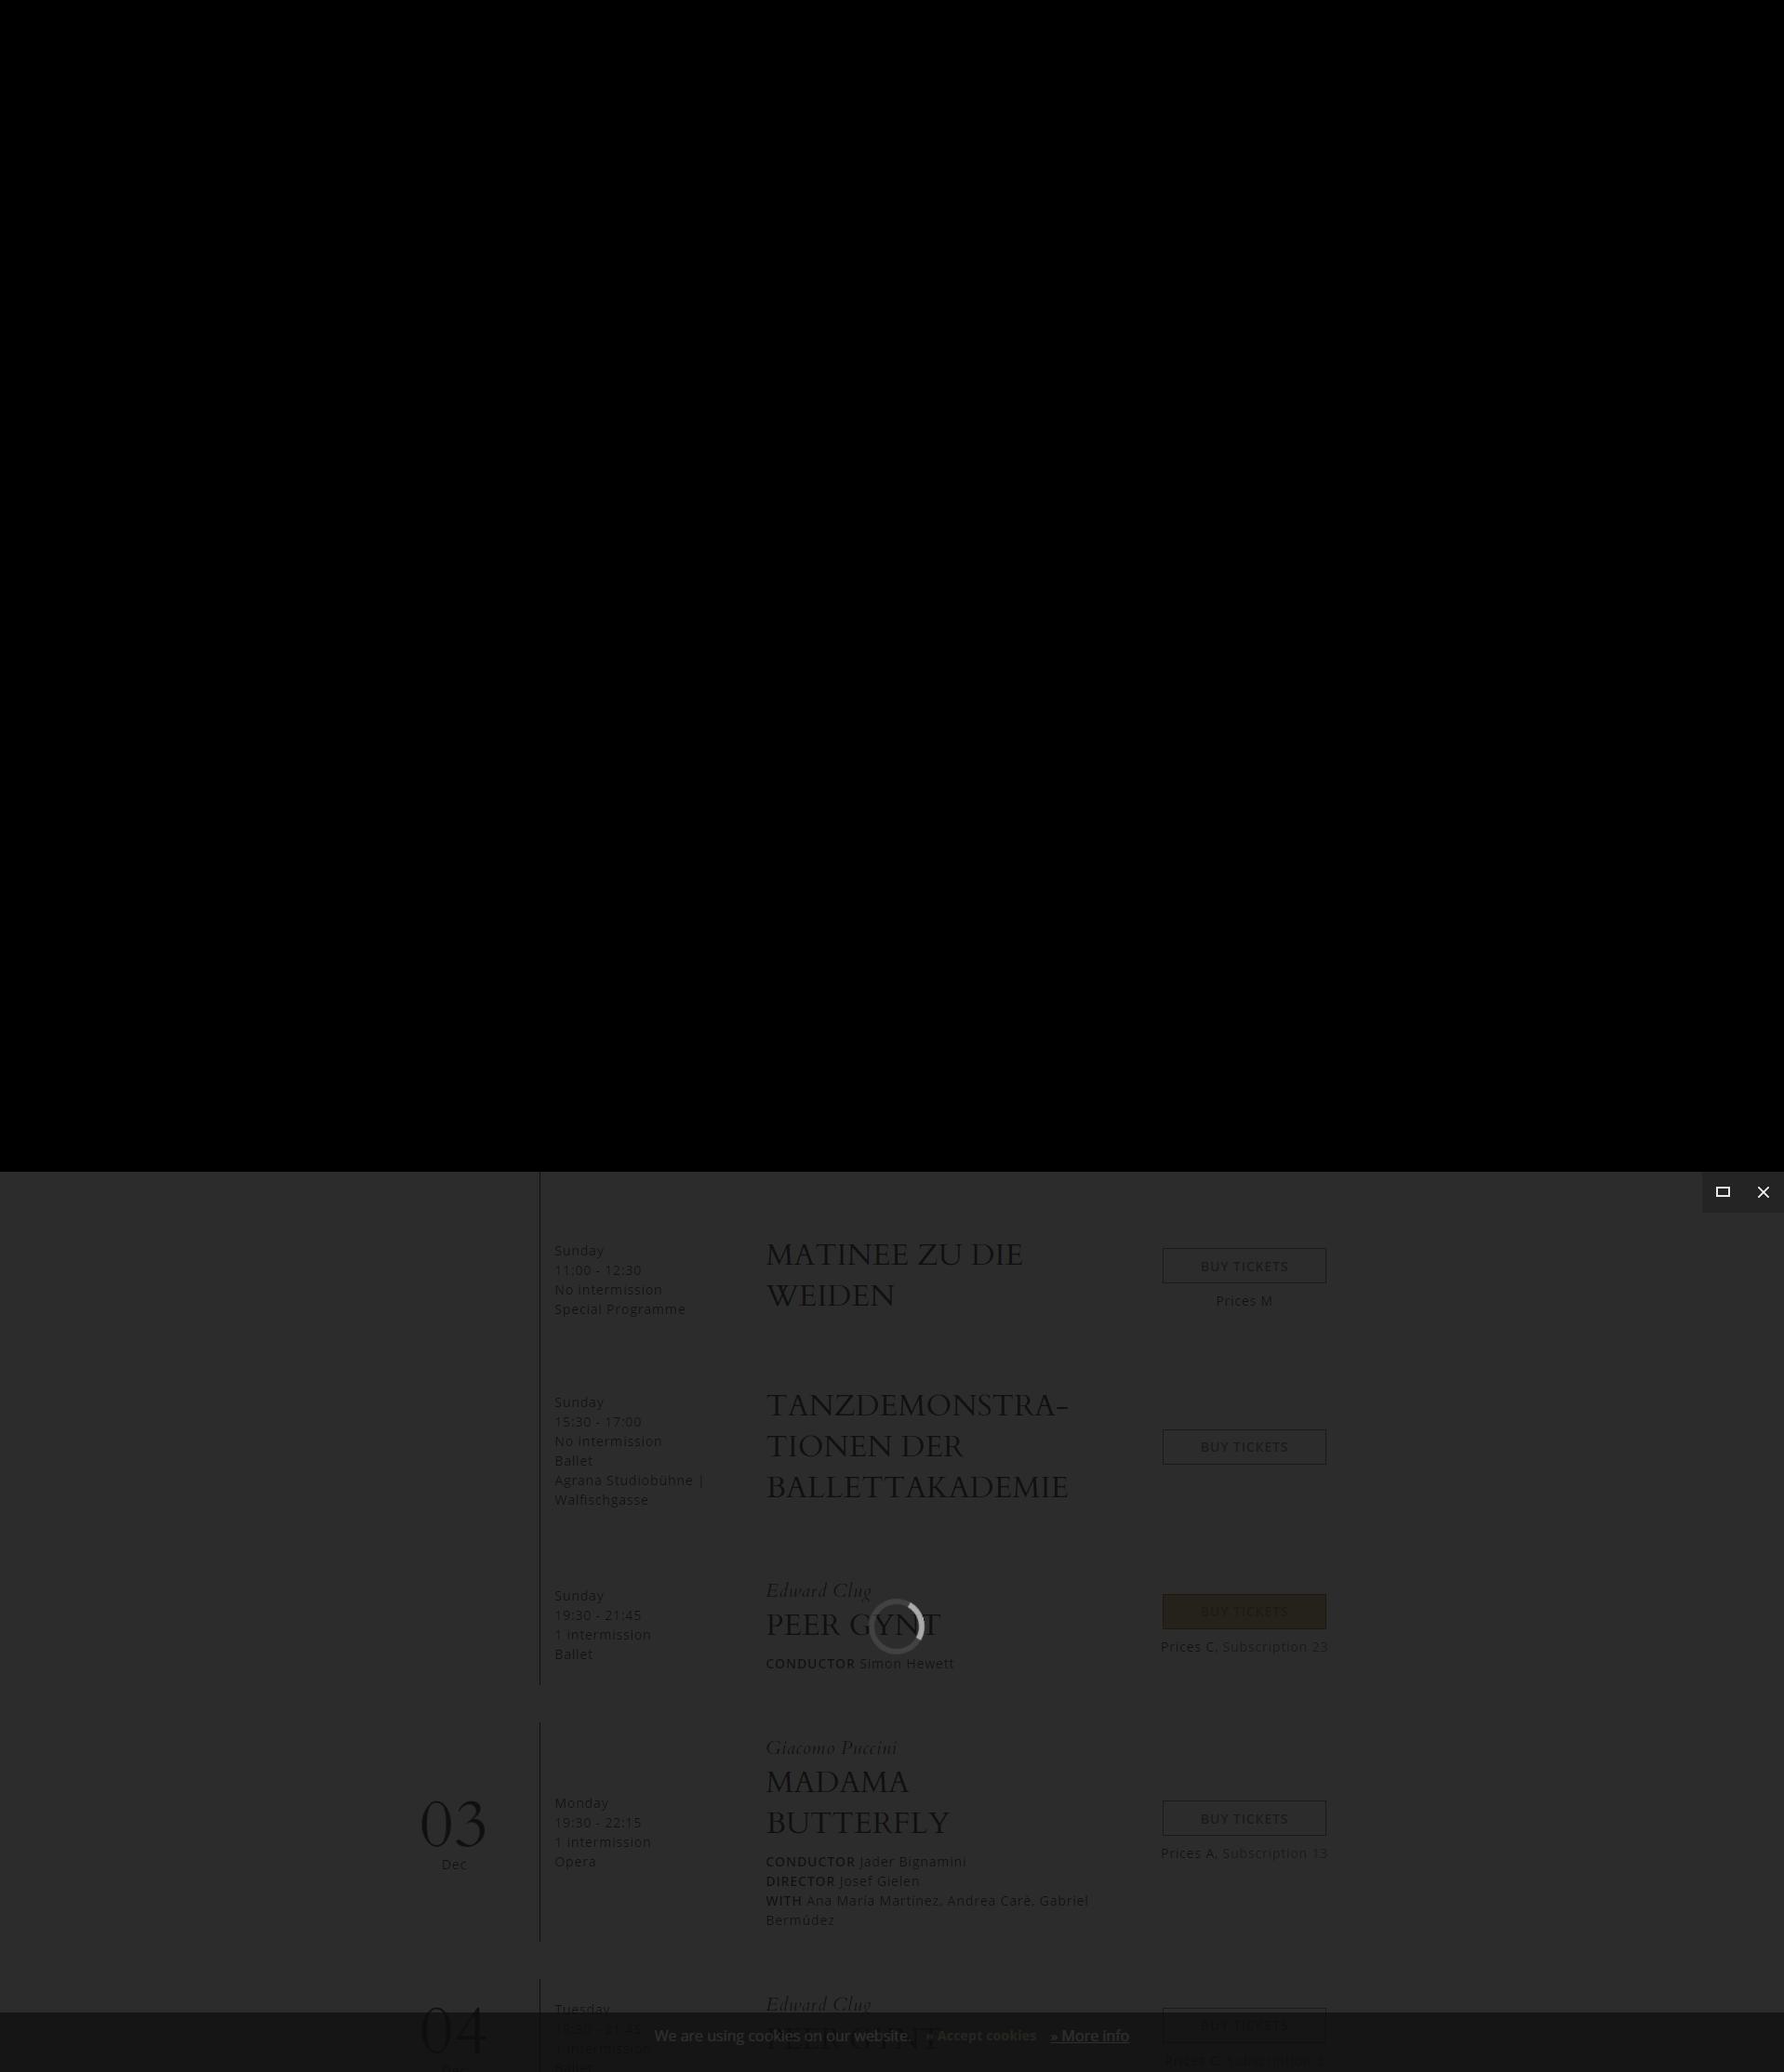 Sunday
11:00 - 12:30
No intermission
Special Programme
MATINEE ZU DIE
WEIDEN
BUY TICKETS
Prices M
Sunday
15:30 - 17:00
No intermission
Ballet
Agrana Studiobühne |
Walfischgasse
TANZDEMONSTRA-
TIONEN DER
BALLETTAKADEMIE
BUY TICKETS
Sunday
19:30 - 21:45
1 intermission
Ballet
Edward Clug
PEER GYNT
CONDUCTOR Simon Hewett
BUY TICKETS
Prices C, Subscription 23
03
Dec
Monday
19:30 - 22:15
1 intermission
Opera
Giacomo Puccini
MADAMA
BUTTERFLY
CONDUCTOR Jader Bignamini
DIRECTOR Josef Gielen
WITH Ana María Martínez, Andrea Carè, Gabriel
Bermúdez
BUY TICKETS
Prices A, Subscription 13
04
Tuesday
Edward Clug
PEER GYNT
BUY TICKETS
We are using cookies on our website. » Accept cookies » More info